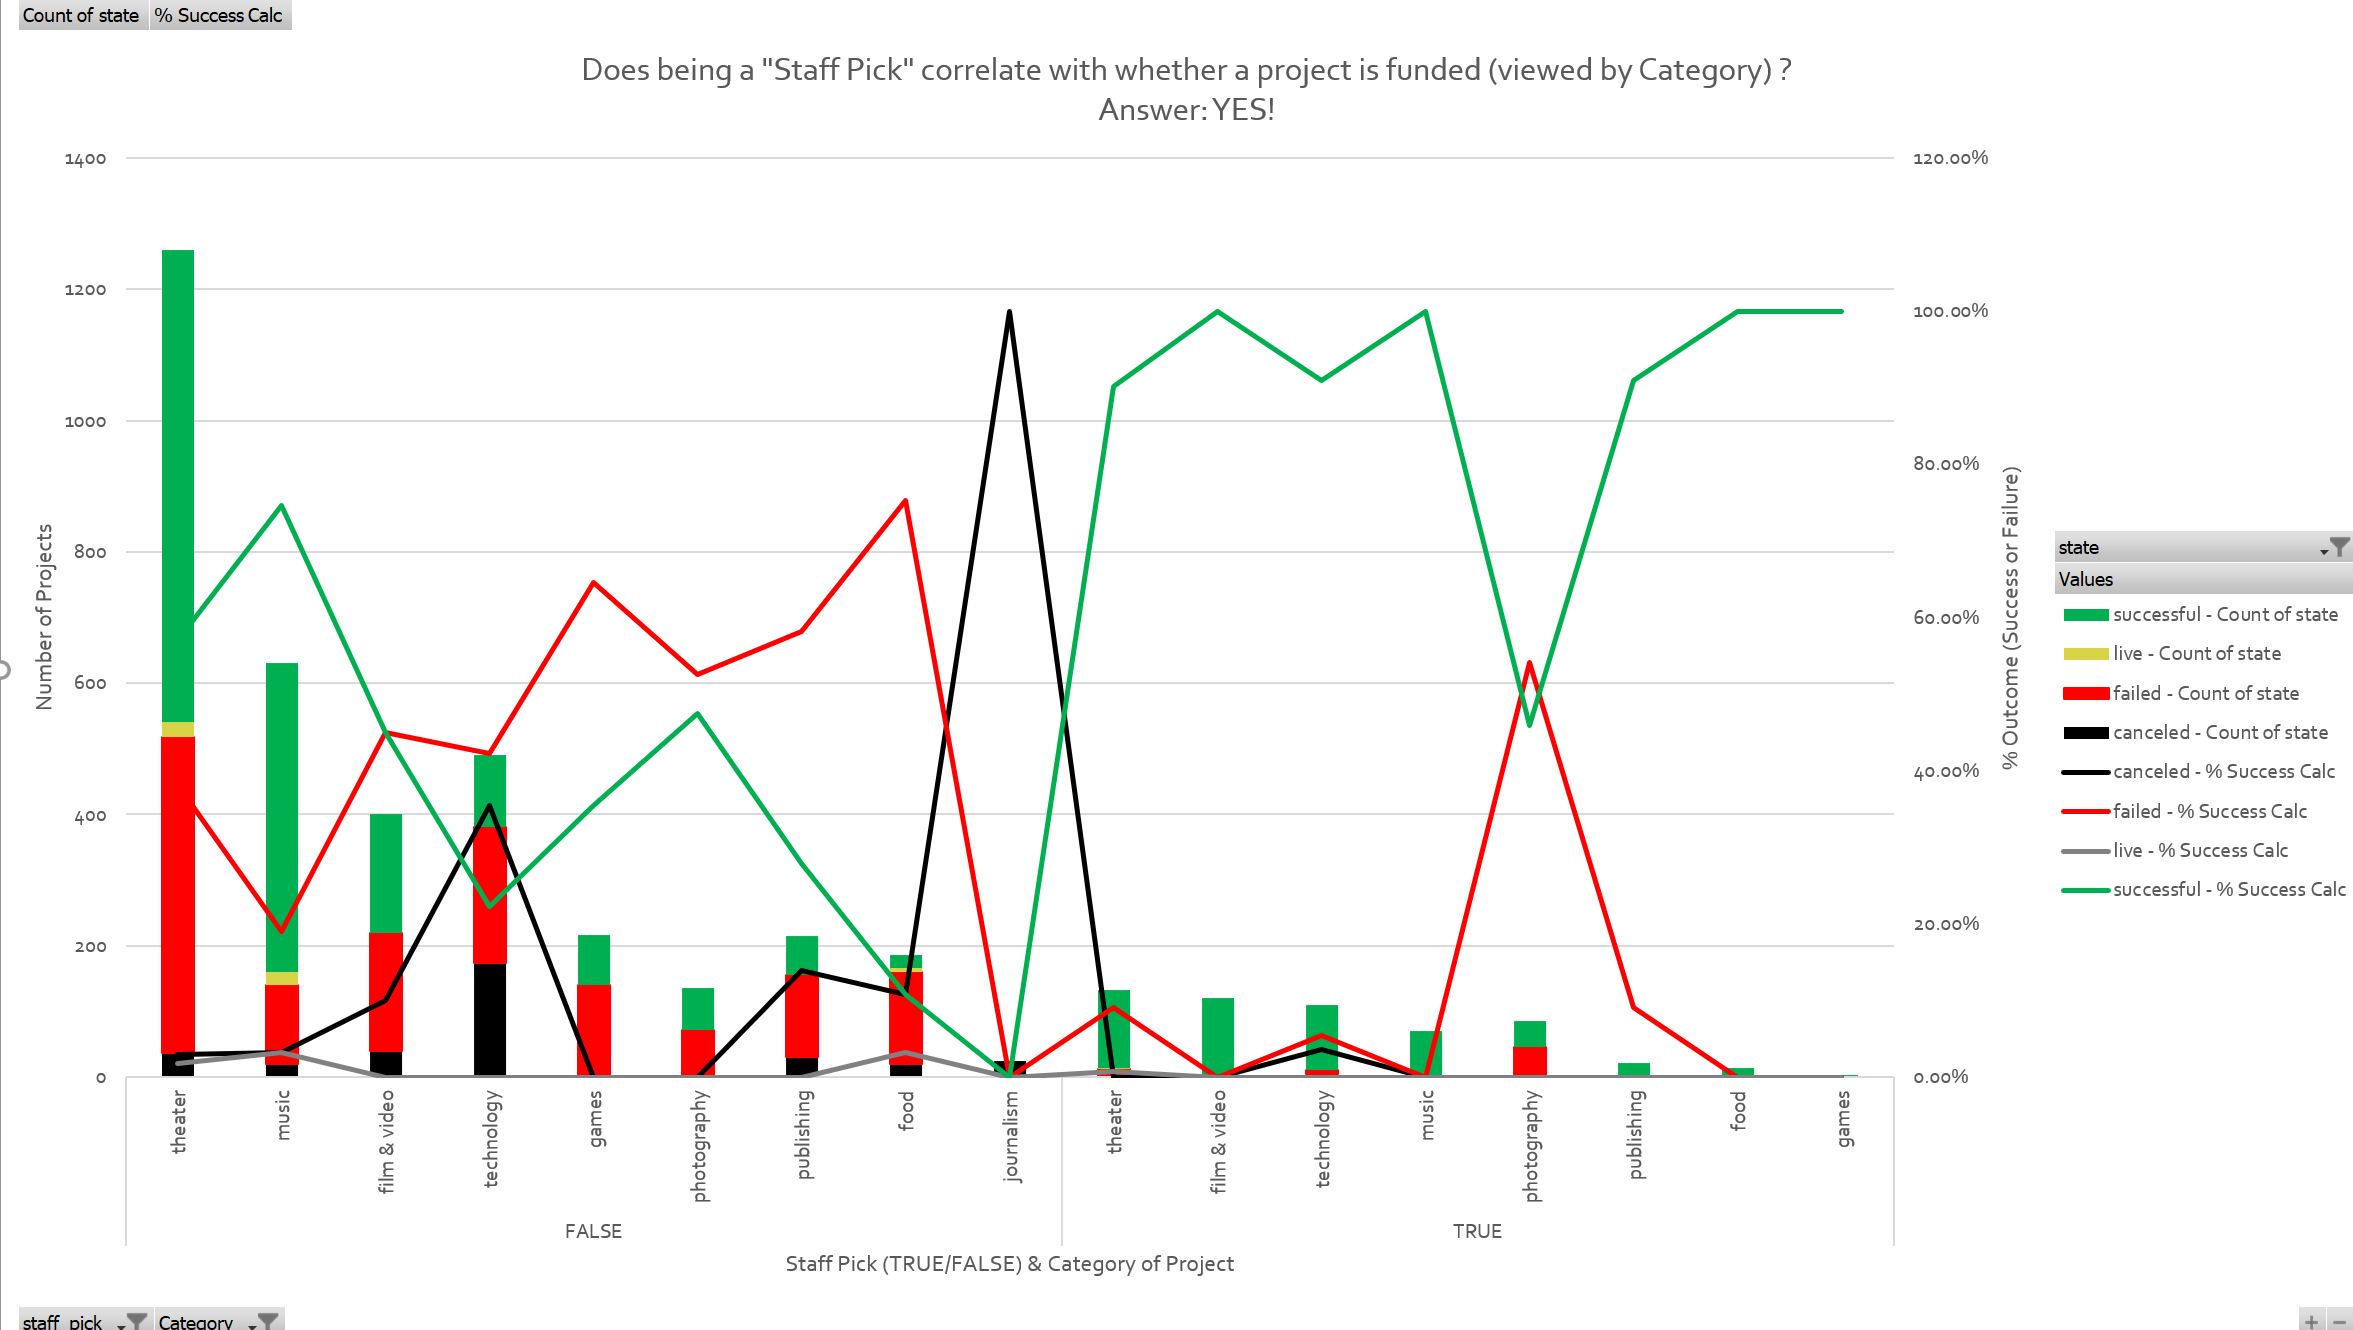 Count of state
% Success Calc
Does being a "Staff Pick" correlate with whether a project is funded (viewed by Category) ?
Answer: YES!
1400
1200
1000
800
600
400
200
0
Number of Projects
120.00%
100.00%
80.00%
60.00%
40.00%
20.00%
0.00%
% Outcome (Success or Failure)
state
Values
successful - Count of state
live - Count of state
failed - Count of state
canceled - Count of state
canceled - % Success Calc
failed - % Success Calc
live - % Success Calc
successful - % Success Calc
theater
music
film & video
technology
games
photography
publishing
food
journalism
theater
film & video
technology
music
photography
publishing
food
games
FALSE
TRUE
Staff Pick (TRUE/FALSE) & Category of Project
staff_pick
Category